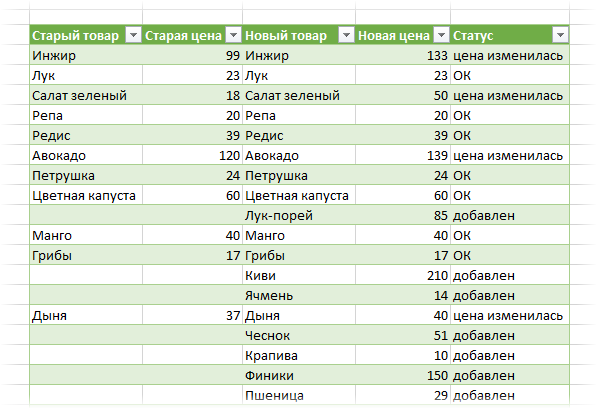 Старый товар Старая цена Новый товар Новая цена Статус
Инжир 99 Инжир 133 цена изменилась
Лук 23 Лук 23 ОК
Салат зеленый 18 Салат зеленый 50 цена изменилась
Репа 20 Репа 20 ОК
Редис 39 Редис 39 ОК
Авокадо 120 Авокадо 139 цена изменилась
Петрушка 24 Петрушка 24 ОК
Цветная капуста 60 Цветная капуста 60 ОК
Лук-порей 85 добавлен
Манго 40 Манго 40 ОК
Грибы 17 Грибы 17 ОК
Киви 210 добавлен
Ячмень 14 добавлен
Дыня 37 Дыня 40 цена изменилась
Чеснок 51 добавлен
Крапива 10 добавлен
Финики 150 добавлен
Пшеница 29 добавлен